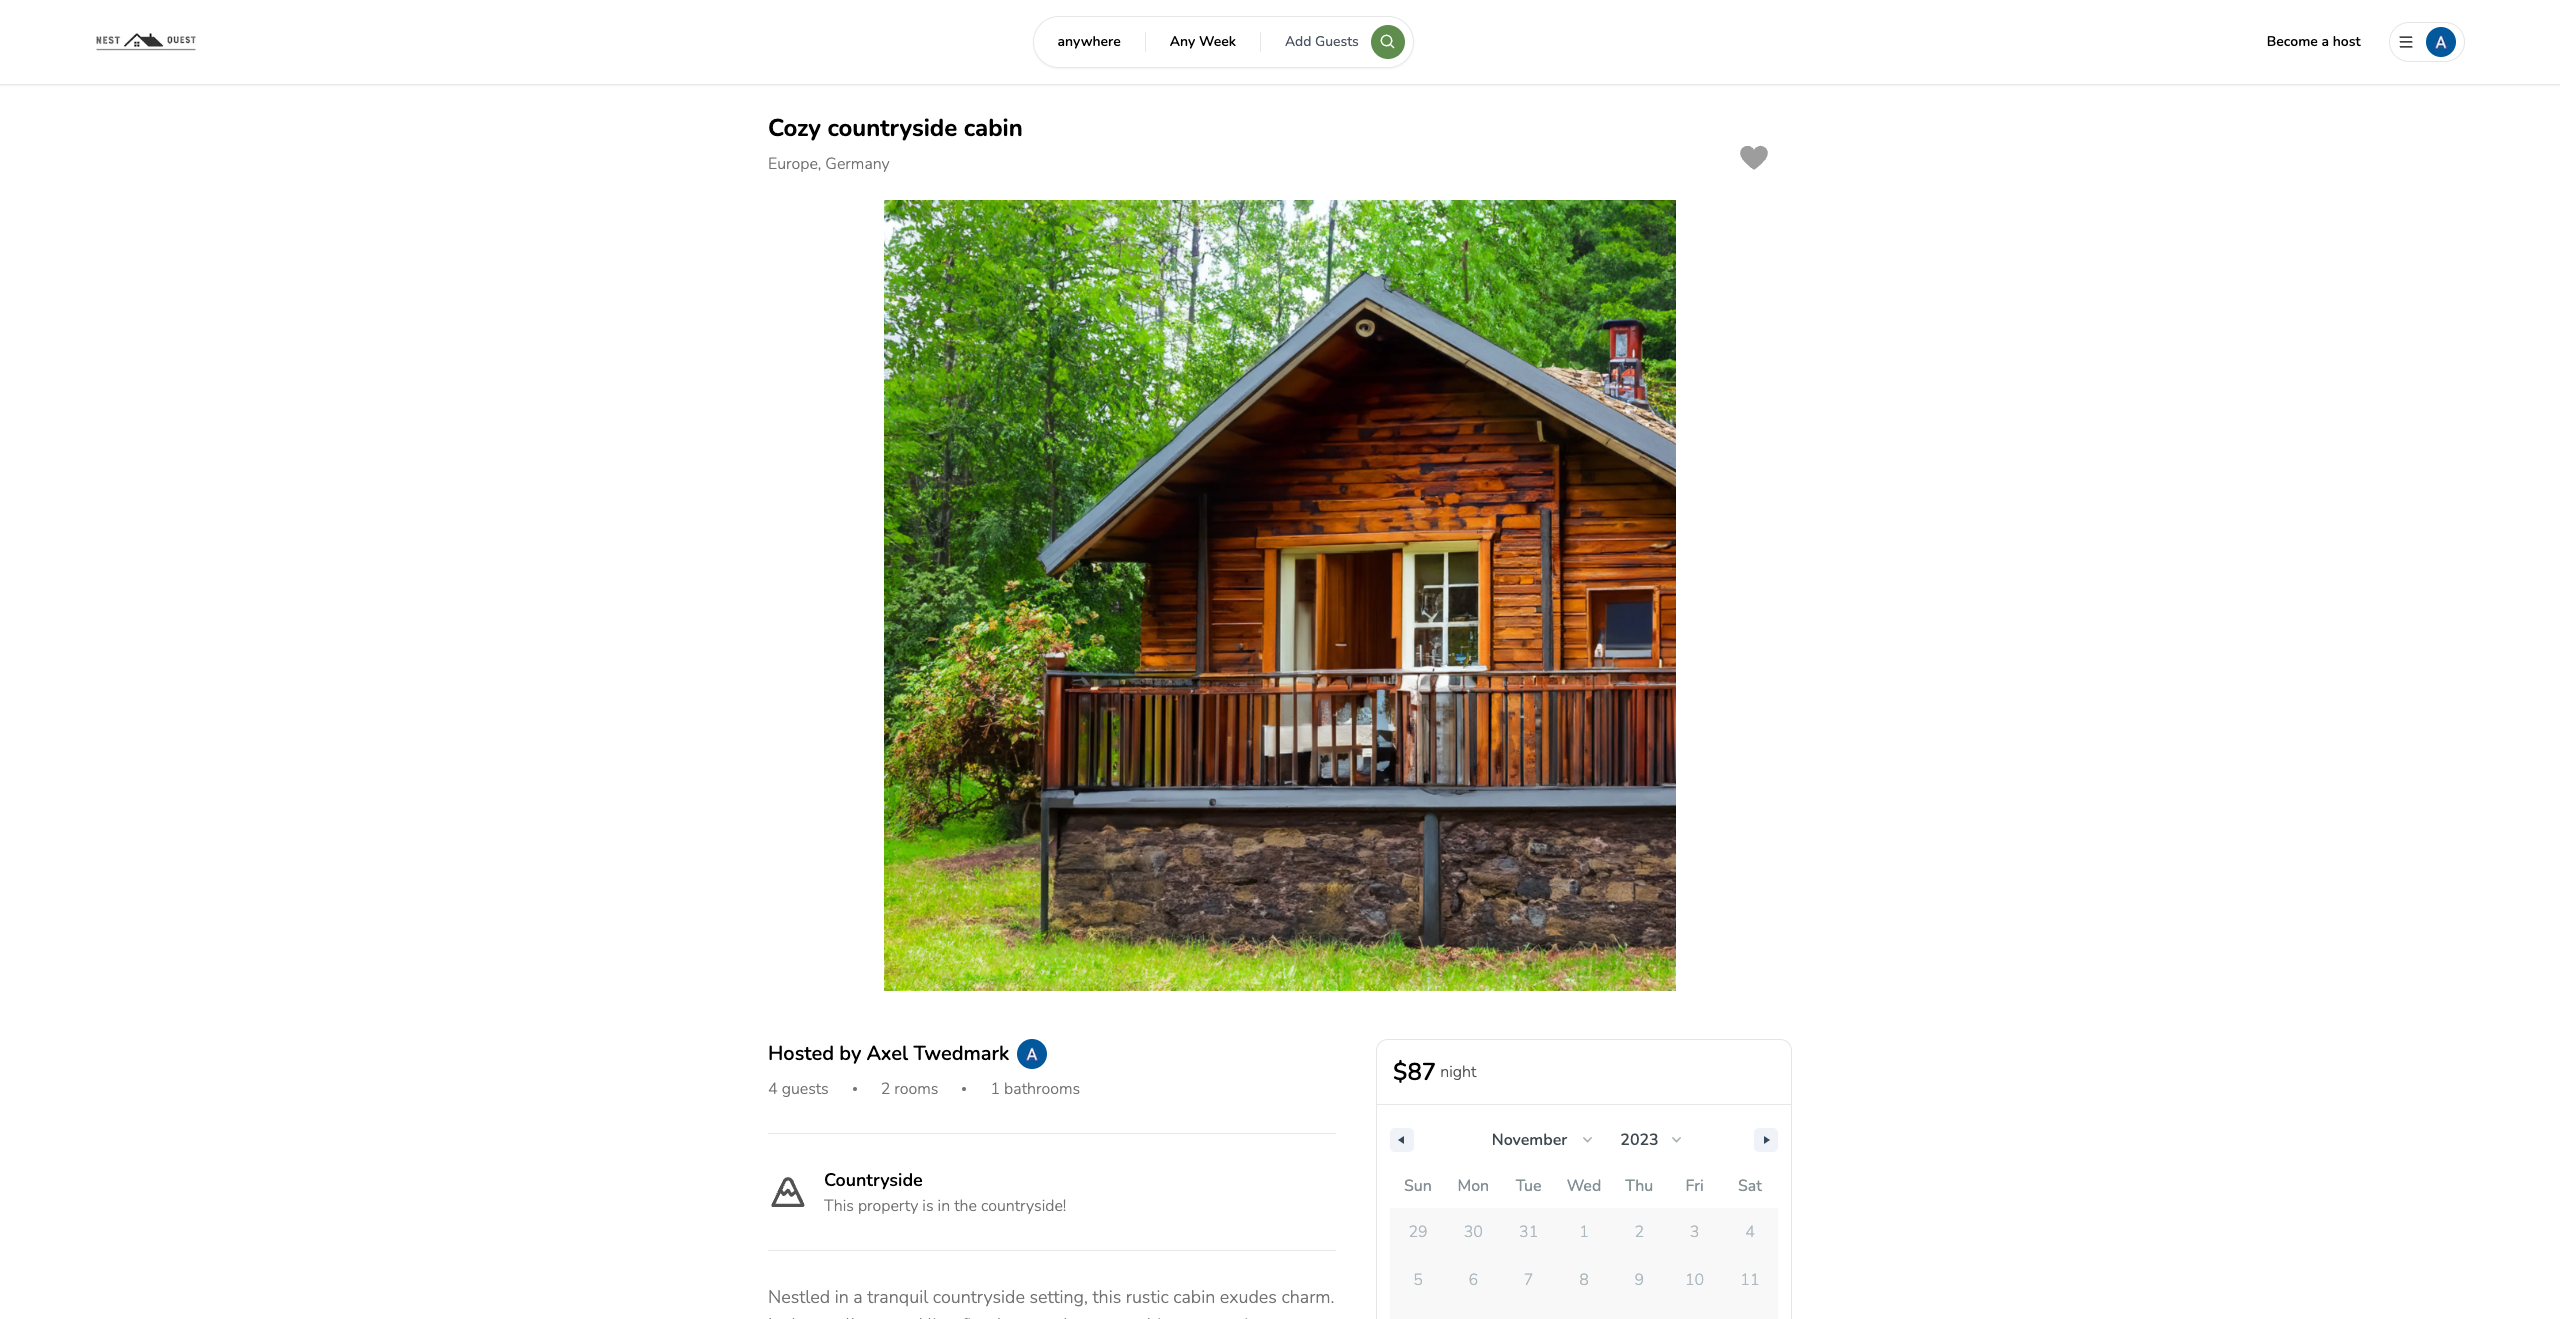 NEST QUEST
anywhere
Any Week
Add Guests
Become a host
A
Cozy countryside cabin
Europe, Germany
Hosted by Axel Twedmark A
4 guests • 2 rooms • 1 bathrooms
Countryside
This property is in the countryside!
Nestled in a tranquil countryside setting, this rustic cabin exudes charm.
$87 night
November 2023
Sun Mon Tue Wed Thu Fri Sat
29 30 31 1 2 3 4
5 6 7 8 9 10 11